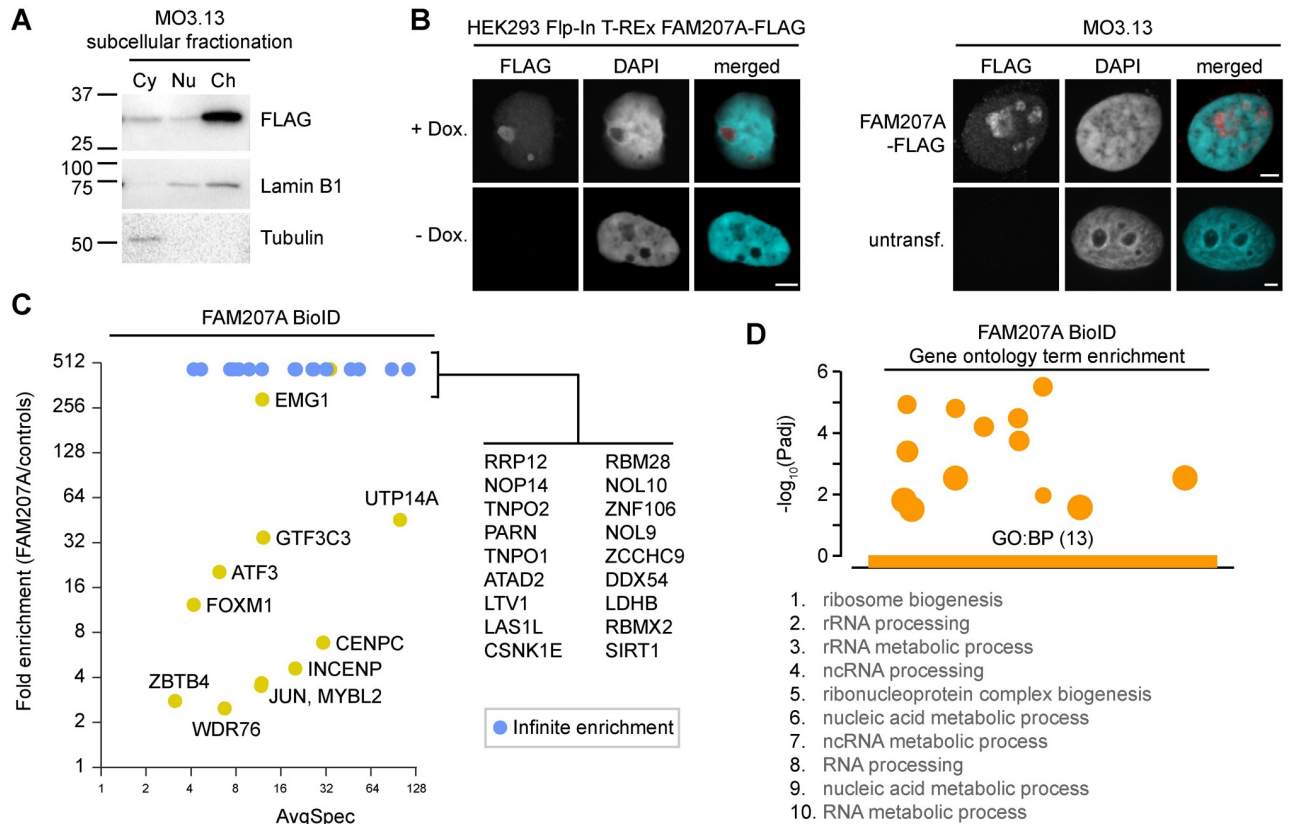 A
MO3.13
subcellular fractionation
Cy Nu Ch
37
25
FLAG
100
75
Lamin B1
50
Tubulin
B
HEK293 Flp-In T-REx FAM207A-FLAG
FLAG DAPI merged
+ Dox.
- Dox.
MO3.13
FLAG DAPI merged
FAM207A
-FLAG
untransf.
C
FAM207A BioID
Fold enrichment (FAM207A/controls)
512
256
128
64
32
16
8
4
2
1
1 2 4 8 16 32 64 128
AvgSpec
EMG1
UTP14A
GTF3C3
ATF3
FOXM1
CENPC
INCENP
ZBTB4
JUN, MYBL2
WDR76
RRP12 RBM28
NOP14 NOL10
TNPO2 ZNF106
PARN NOL9
TNPO1 ZCCHC9
ATAD2 DDX54
LTV1 LDHB
LAS1L RBMX2
CSNK1E SIRT1
Infinite enrichment
D
FAM207A BioID
Gene ontology term enrichment
-log10(Padj)
6
4
2
0
GO:BP (13)
1. ribosome biogenesis
2. rRNA processing
3. rRNA metabolic process
4. ncRNA processing
5. ribonucleoprotein complex biogenesis
6. nucleic acid metabolic process
7. ncRNA metabolic process
8. RNA processing
9. nucleic acid metabolic process
10. RNA metabolic process